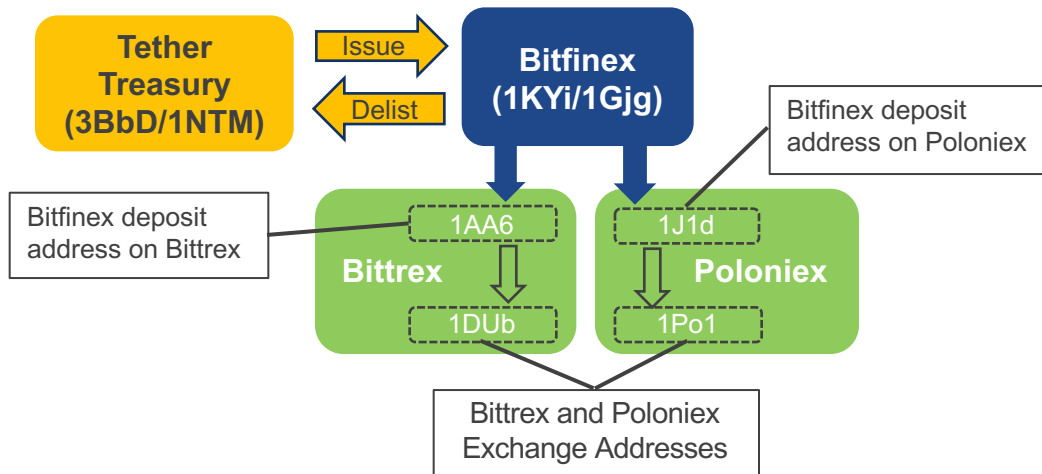 Tether
Treasury
(3BbD/1NTM)
Issue
Delist
Bitfinex
(1KYi/1Gjg)
Bitfinex deposit
address on Poloniex
Bitfinex deposit
address on Bittrex
1AA6
Bittrex
1DUb
1J1d
Poloniex
1Po1
Bittrex and Poloniex
Exchange Addresses